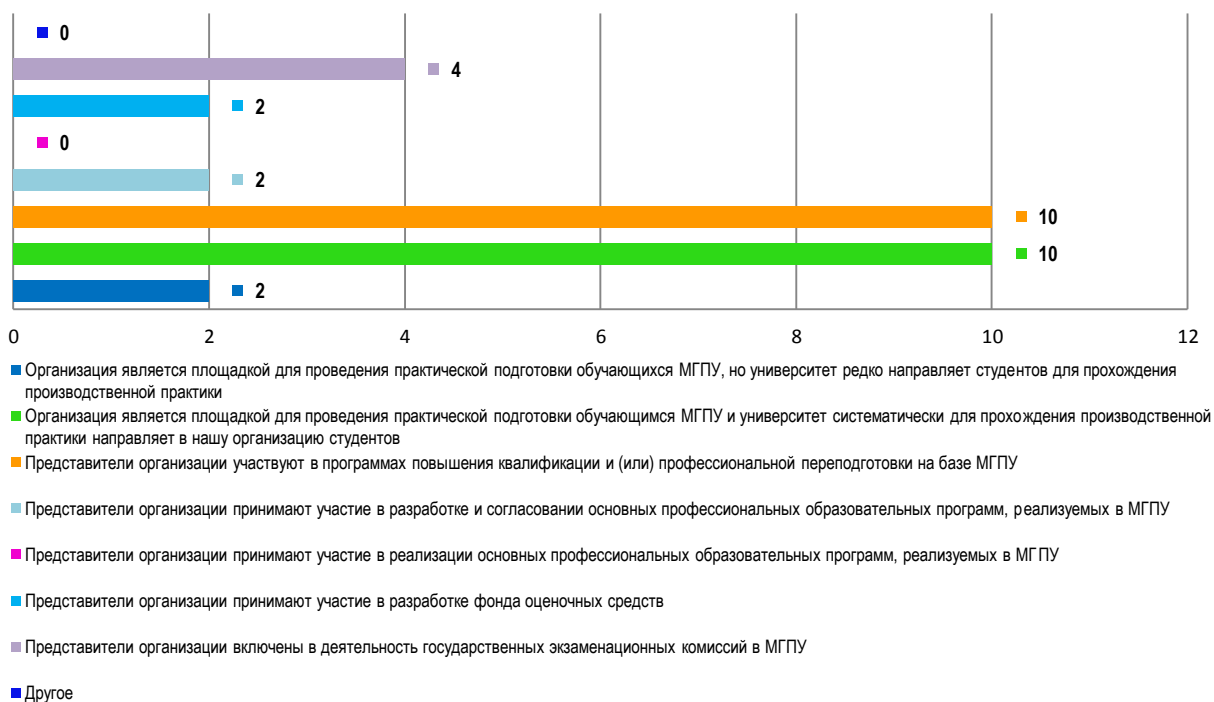 0
4
2
0
2
10
10
2
0 2 4 6 8 10 12
Организация является площадкой для проведения практической подготовки обучающихся МГПУ, но университет редко направляет студентов для прохождения
производственной практики
Организация является площадкой для проведения практической подготовки обучающимся МГПУ и университет систематически для прохождения производственной
практики направляет в нашу организацию студентов
Представители организации участвуют в программах повышения квалификации и (или) профессиональной переподготовки на базе МГПУ
Представители организации принимают участие в разработке и согласовании основных профессиональных образовательных программ, реализуемых в МГПУ
Представители организации принимают участие в реализации основных профессиональных образовательных программ, реализуемых в МГПУ
Представители организации принимают участие в разработке фонда оценочных средств
Представители организации включены в деятельность государственных экзаменационных комиссий в МГПУ
Другое